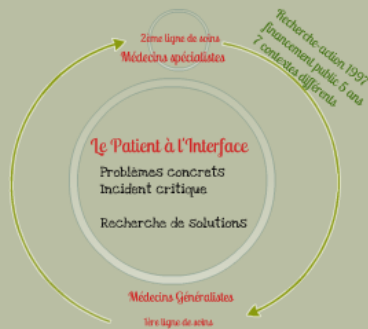 2ème ligne de soins
Médecins spécialistes
Recherche-action 1997
financement public 5 ans
7 contextes différents
Le Patient à l'Interface
Problèmes concrets
Incident critique
Recherche de solutions
Médecins Généralistes
1ère ligne de soins